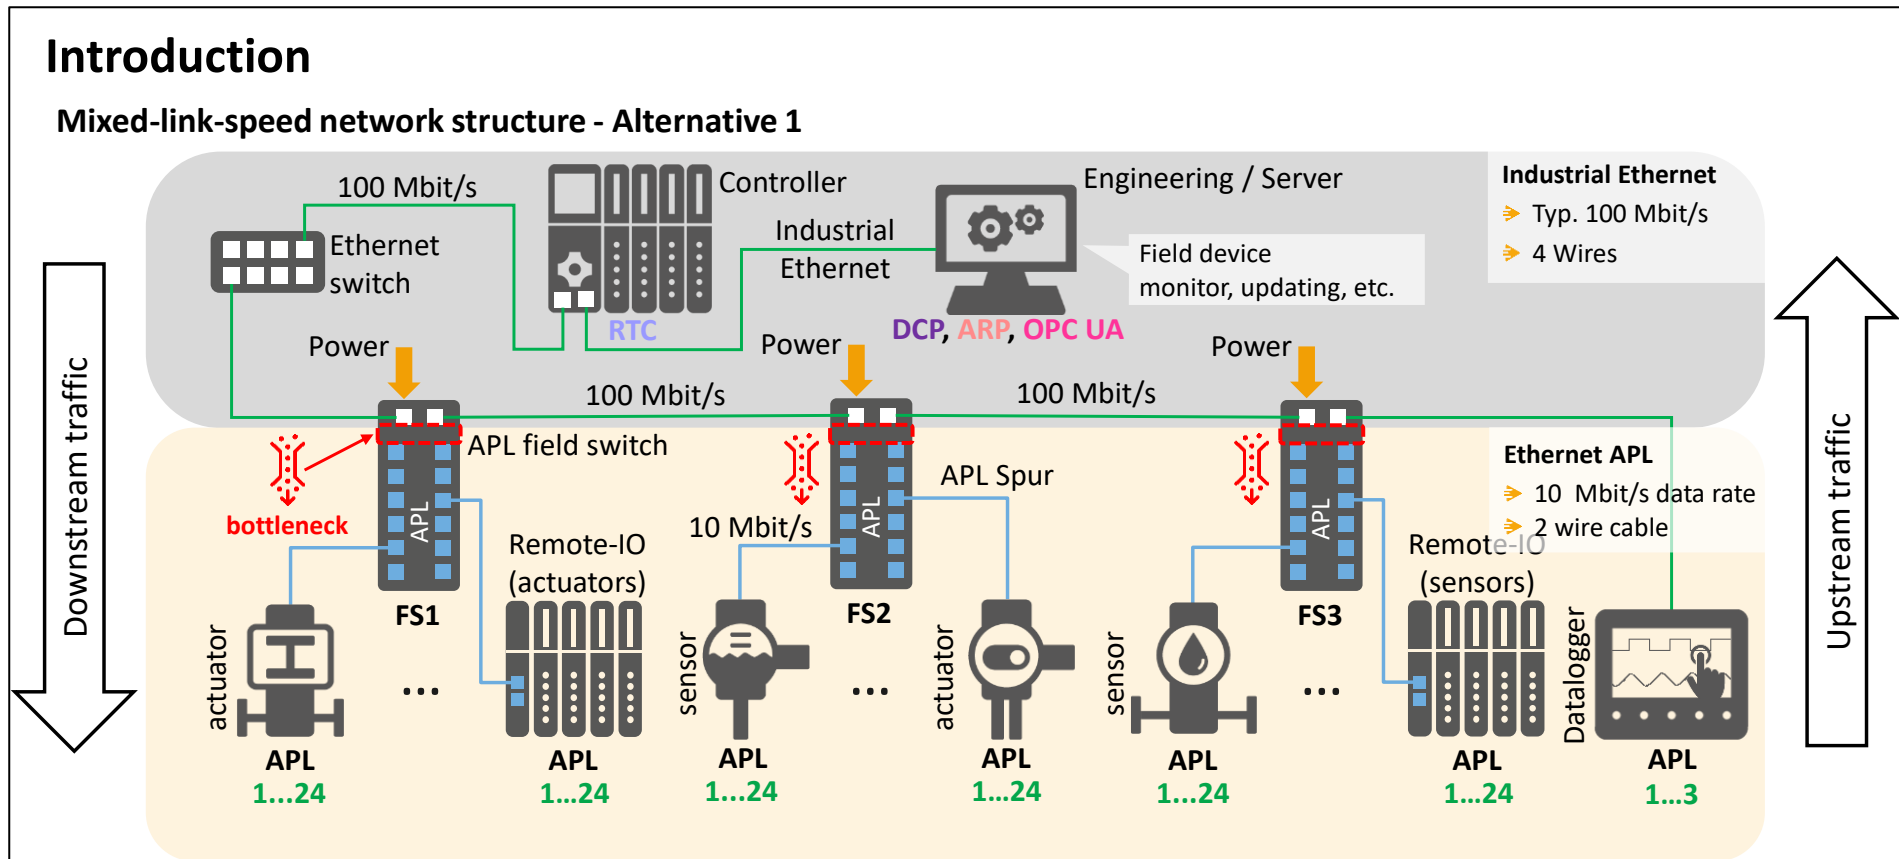 Introduction
Mixed-link-speed network structure - Alternative 1
100 Mbit/s
Controller
Engineering / Server
Industrial Ethernet
Typ. 100 Mbit/s
4 Wires
Ethernet
switch
Industrial
Ethernet
Field device
monitor, updating, etc.
RTC
DCP, ARP, OPC UA
Power
Power
Power
100 Mbit/s
100 Mbit/s
Downstream traffic
Upstream traffic
APL field switch
bottleneck
APL
APL
APL
APL Spur
10 Mbit/s
Ethernet APL
10 Mbit/s data rate
2 wire cable
Remote-IO
(actuators)
Remote-IO
(sensors)
FS1
FS2
FS3
actuator
sensor
actuator
sensor
Datalogger
...
...
...
APL
APL
APL
APL
APL
APL
APL
1...24
1...24
1...24
1...24
1...24
1...24
1...3